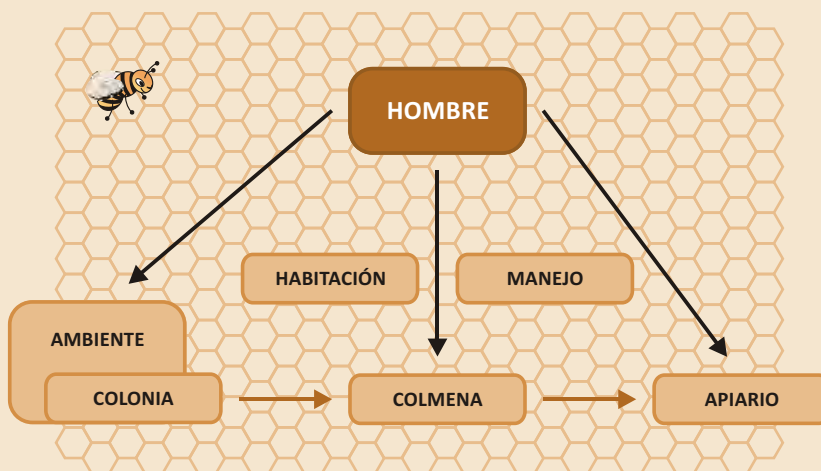 HOMBRE
HABITACIÓN
MANEJO
AMBIENTE
COLONIA
COLMENA
APIARIO